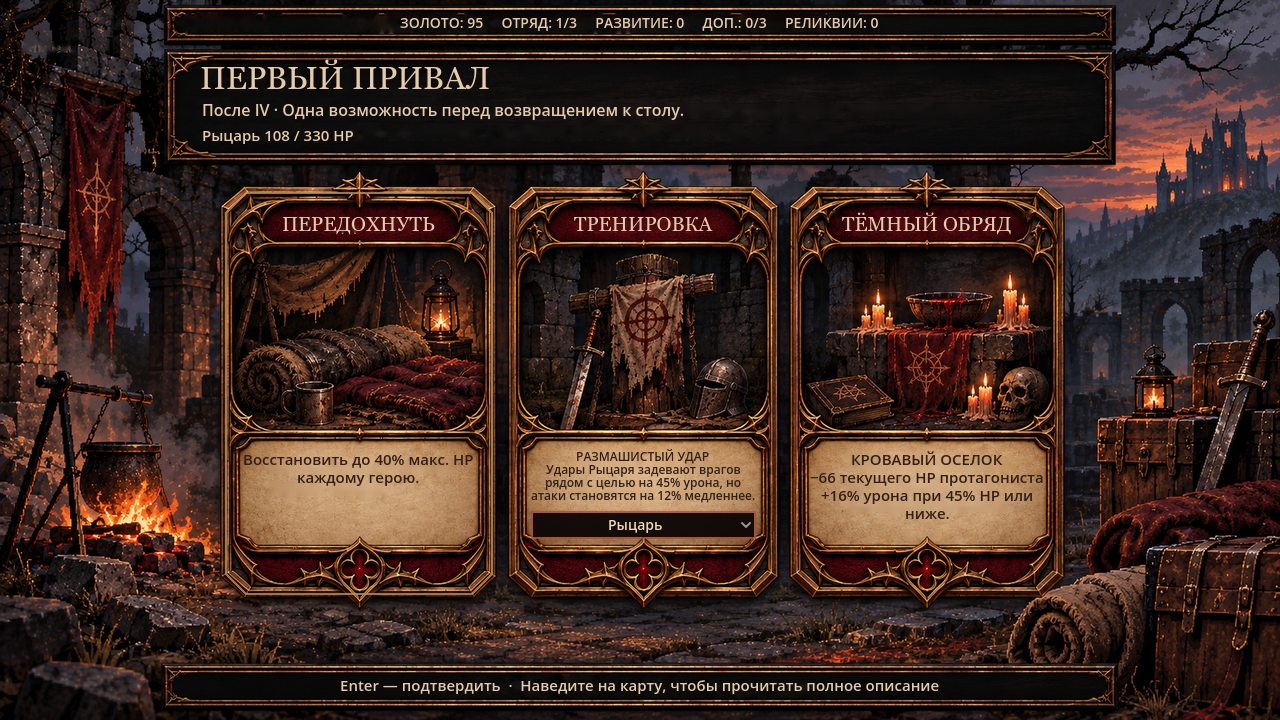 ЗОЛОТО: 95 ОТРЯД: 1/3 РАЗВИТИЕ: 0 ДОП.: 0/3 РЕЛИКВИИ: 0
ПЕРВЫЙ ПРИВАЛ
После IV · Одна возможность перед возвращением к столу.
Рыцарь 108 / 330 HP
ПЕРЕДОХНУТЬ
Восстановить до 40% макс. HP
каждому герою.
ТРЕНИРОВКА
РАЗМАШИСТЫЙ УДАР
Удары Рыцаря задевают врагов
рядом с целью на 45% урона, но
атаки становятся на 12% медленнее.
Рыцарь
ТЁМНЫЙ ОБРЯД
КРОВАВЫЙ ОСЕЛОК
−66 текущего HP протагониста
+16% урона при 45% HP или
ниже.
Enter — подтвердить · Наведите на карту, чтобы прочитать полное описание